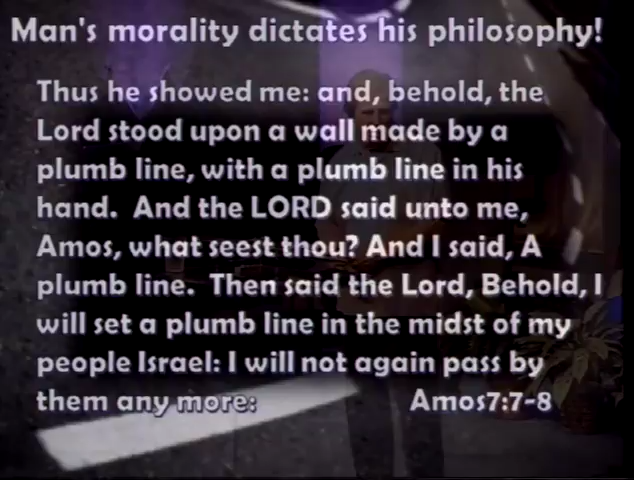 Man's morality dictates his philosophy!
Thus he showed me: and, behold, the
Lord stood upon a wall made by a
plumb line, with a plumb line in his
hand.  And the LORD said unto me,
Amos, what seest thou? And I said, A
plumb line.  Then said the Lord, Behold, I
will set a plumb line in the midst of my
people Israel: I will not again pass by
them any more: Amos7:7-8